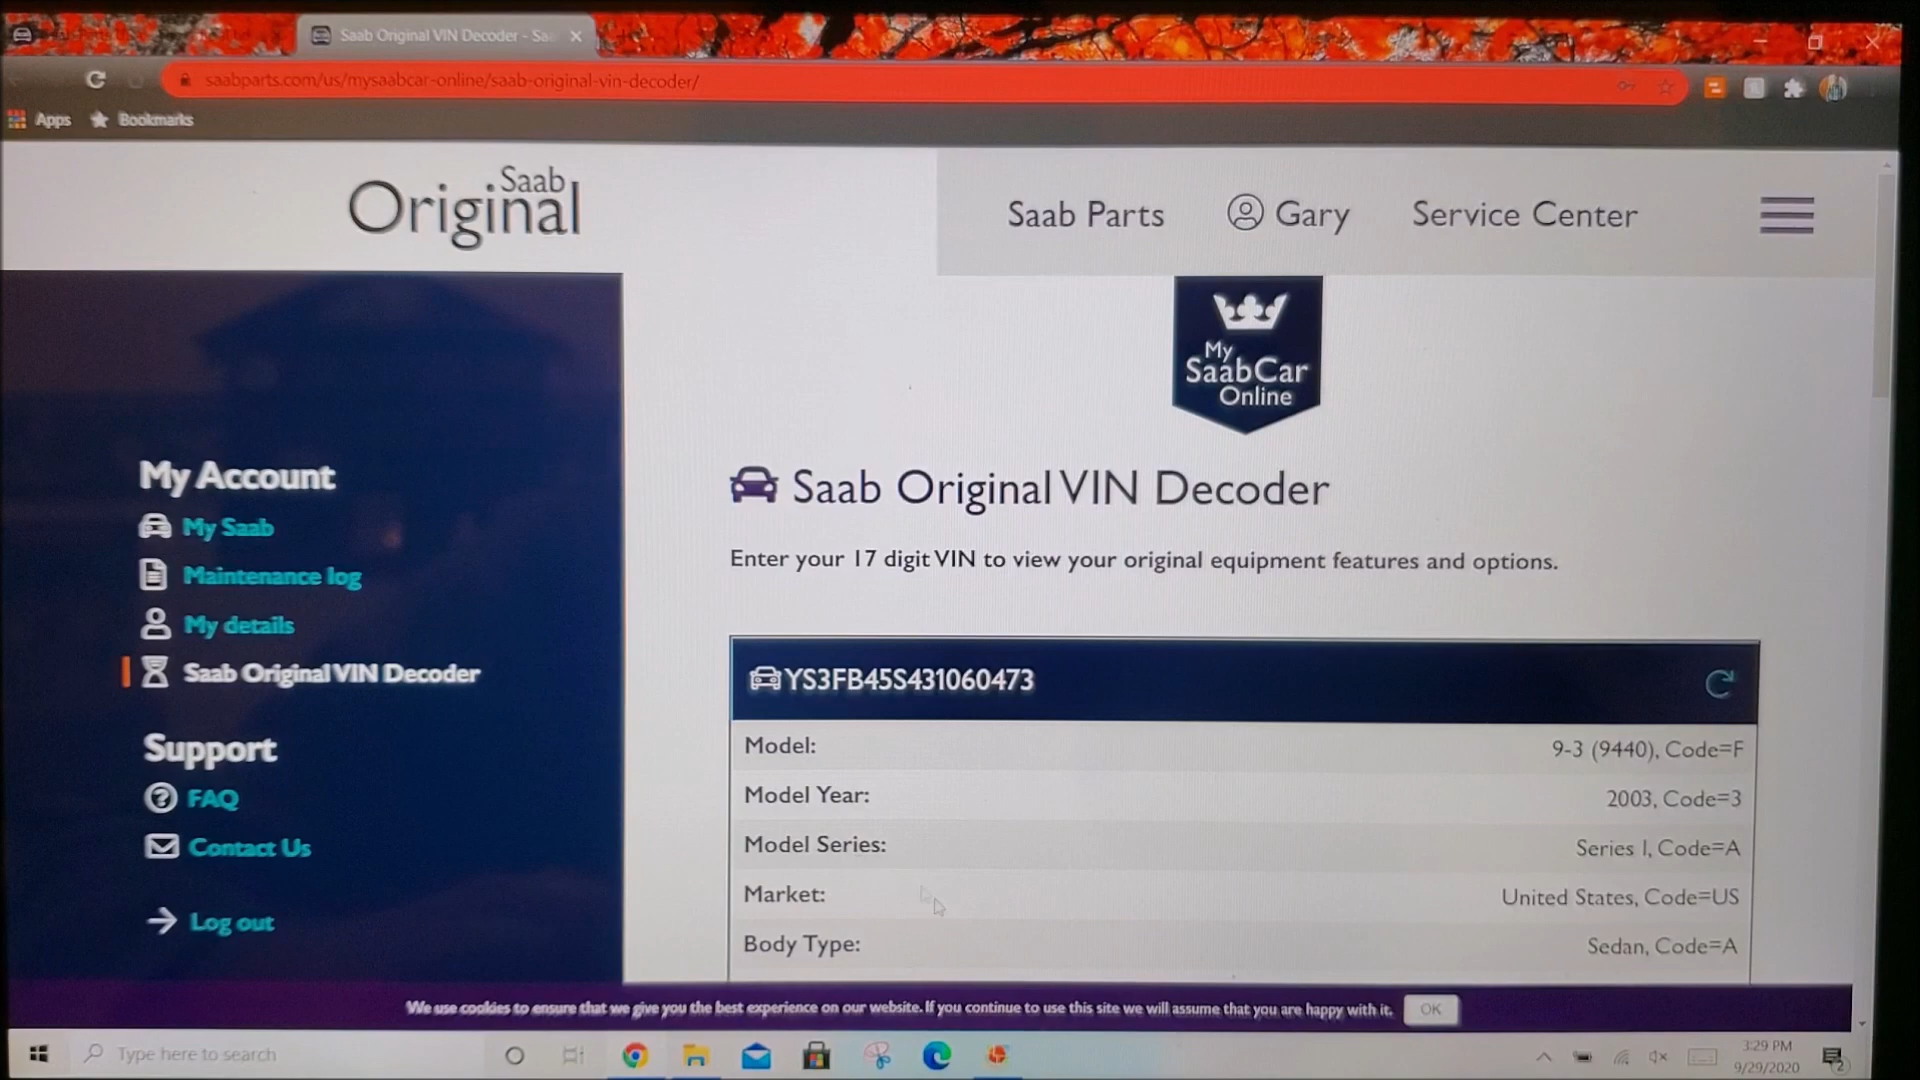 Saab Original VIN Decoder - Saa
saabparts.com/us/mysaabcar-online/saab-original-vin-decoder/
Apps
Bookmarks
Saab
Original
Saab Parts
Gary
Service Center
My
SaabCar
Online
My Account
My Saab
Maintenance log
My details
Saab Original VIN Decoder
Support
FAQ
Contact Us
Log out
Saab Original VIN Decoder
Enter your 17 digit VIN to view your original equipment features and options.
YS3FB45S431060473
Model: 9-3 (9440), Code=F
Model Year: 2003, Code=3
Model Series: Series I, Code=A
Market: United States, Code=US
Body Type: Sedan, Code=A
We use cookies to ensure that we give you the best experience on our website. If you continue to use this site we will assume that you are happy with it.
OK
Type here to search
3:29 PM
9/29/2020
2